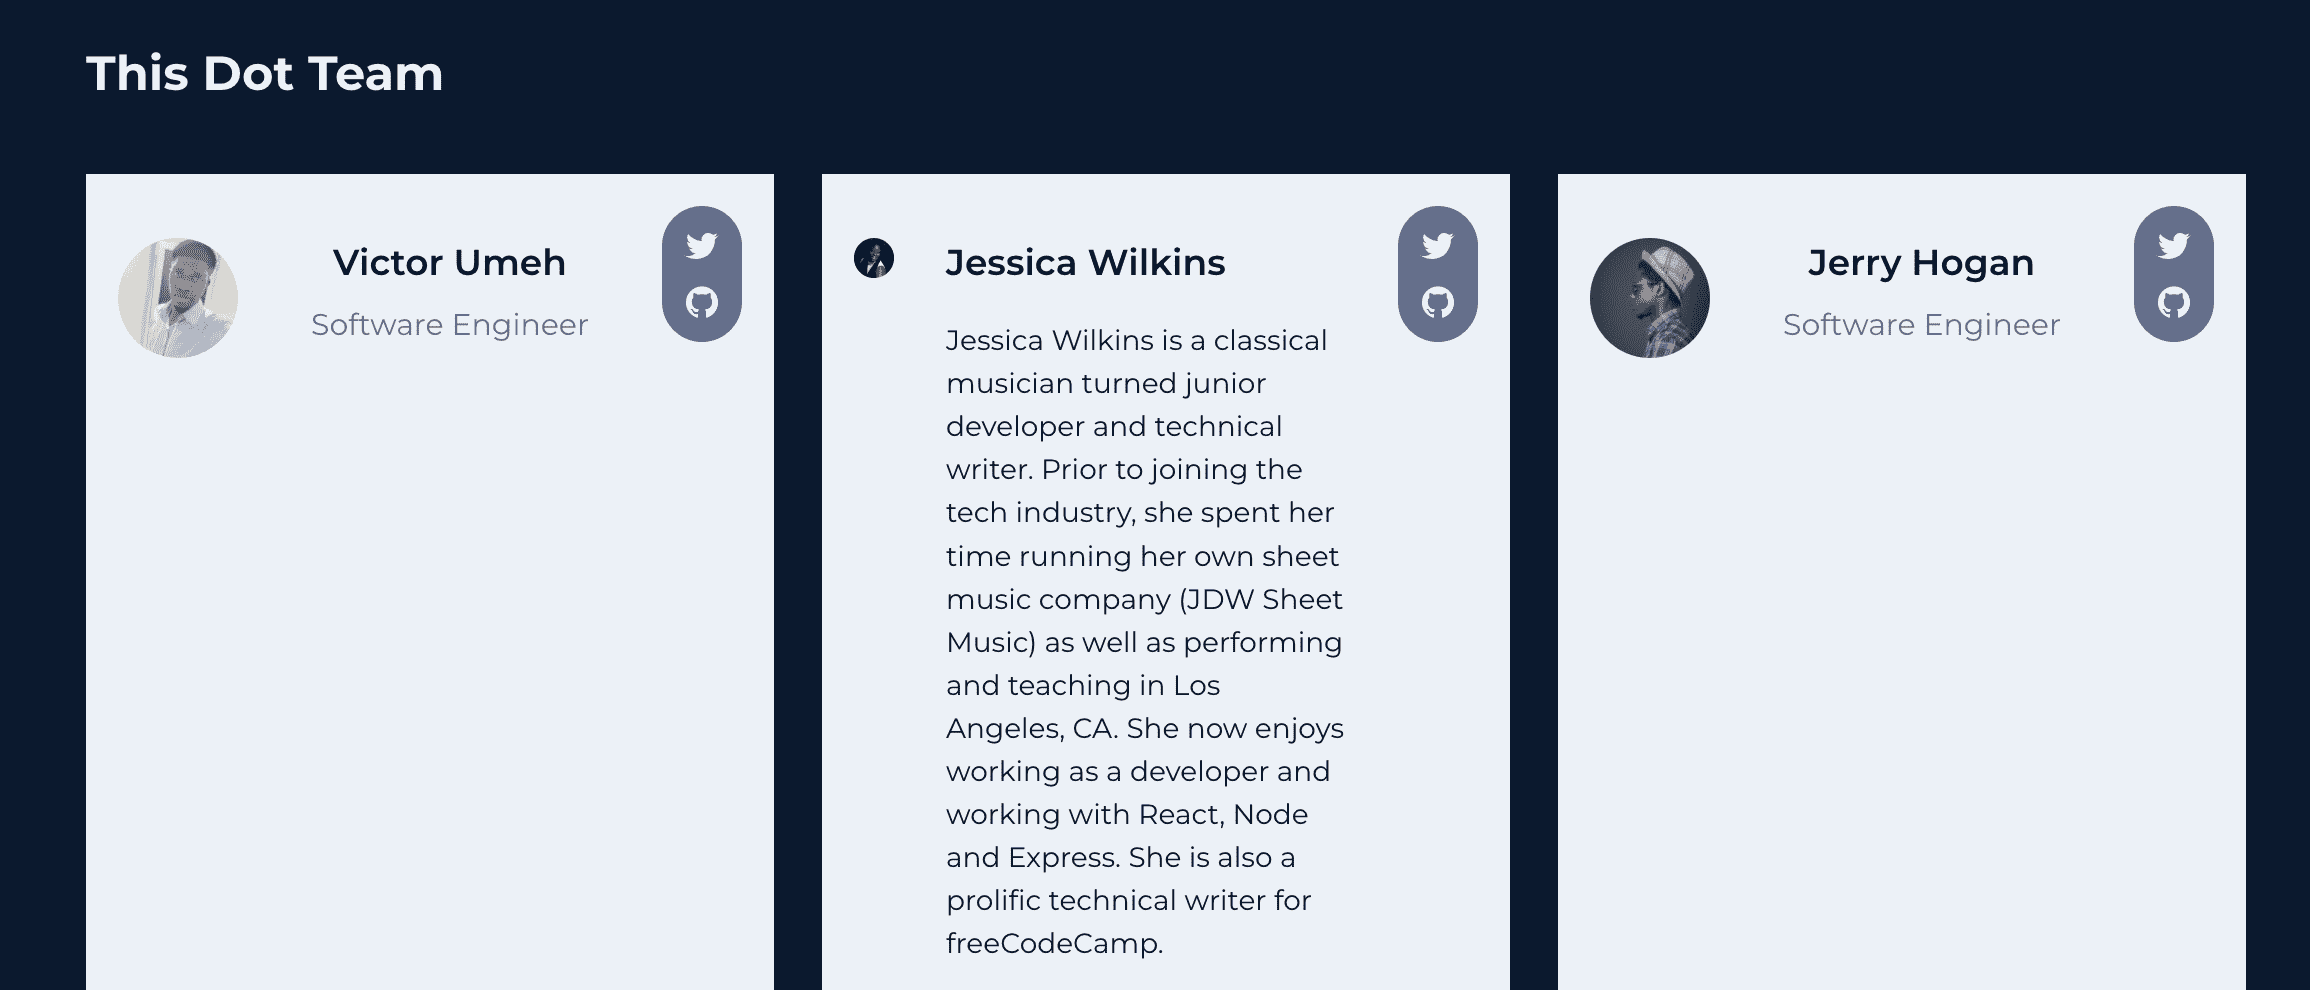 This Dot Team
Victor Umeh
Software Engineer
Jessica Wilkins
Jessica Wilkins is a classical
musician turned junior
developer and technical
writer. Prior to joining the
tech industry, she spent her
time running her own sheet
music company (JDW Sheet
Music) as well as performing
and teaching in Los
Angeles, CA. She now enjoys
working as a developer and
working with React, Node
and Express. She is also a
prolific technical writer for
freeCodeCamp.
Jerry Hogan
Software Engineer